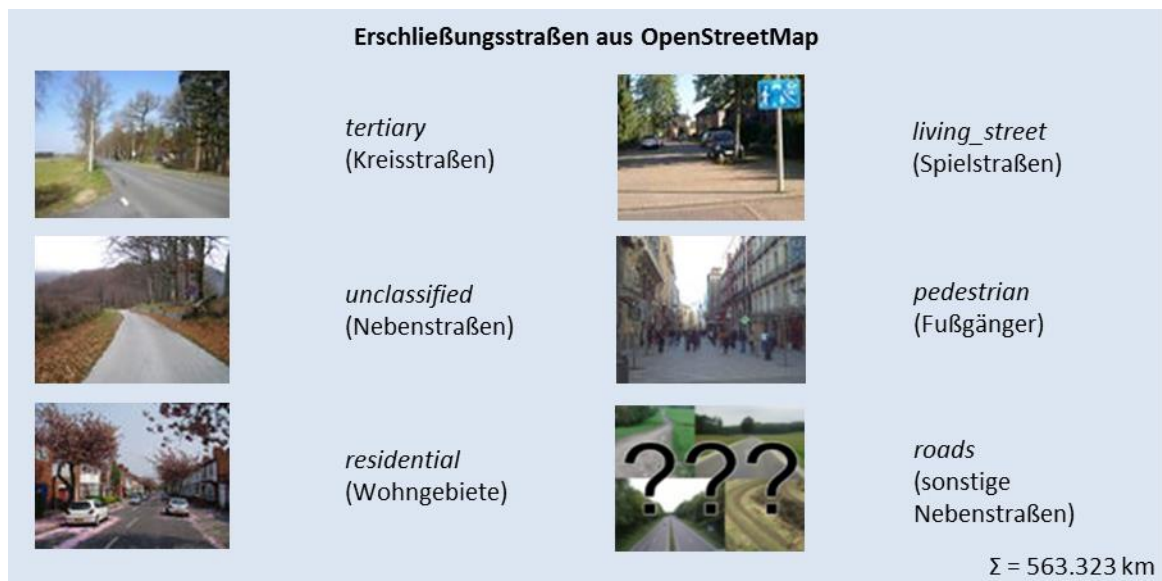 Erschließungsstraßen aus OpenStreetMap
tertiary
(Kreisstraßen)
living_street
(Spielstraßen)
unclassified
(Nebenstraßen)
pedestrian
(Fußgänger)
residential
(Wohngebiete)
???
roads
(sonstige
Nebenstraßen)
Σ = 563.323 km